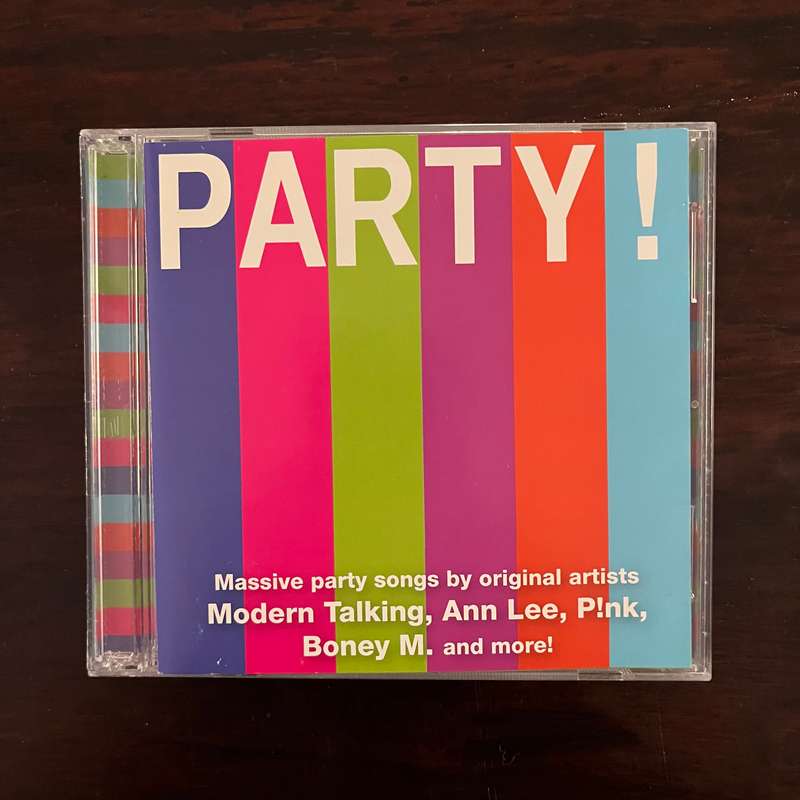 PARTY!
Massive party songs by original artists
Modern Talking, Ann Lee, P!nk,
Boney M. and more!